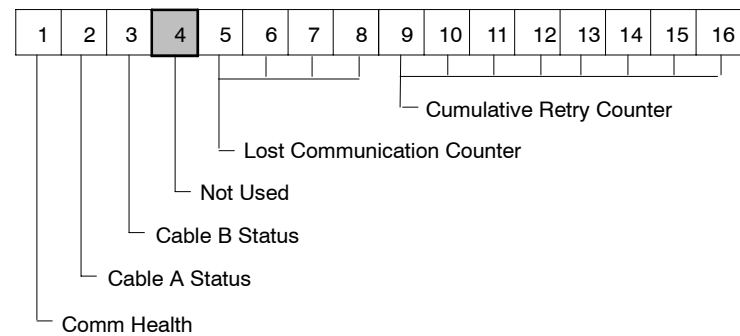 1 2 3 4 5 6 7 8 9 10 11 12 13 14 15 16
Cumulative Retry Counter
Lost Communication Counter
Not Used
Cable B Status
Cable A Status
Comm Health